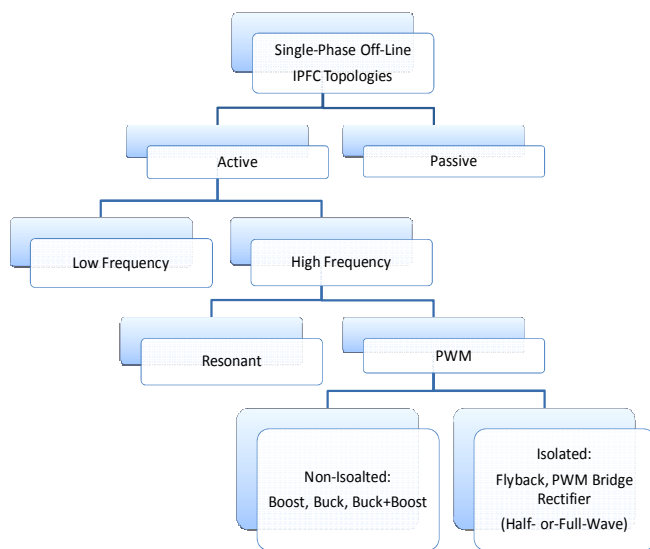 Single-Phase Off-Line
IPFC Topologies
Active
Passive
Low Frequency
High Frequency
Resonant
PWM
Non-Isoalted:
Boost, Buck, Buck+Boost
Isolated:
Flyback, PWM Bridge
Rectifier
(Half- or-Full-Wave)